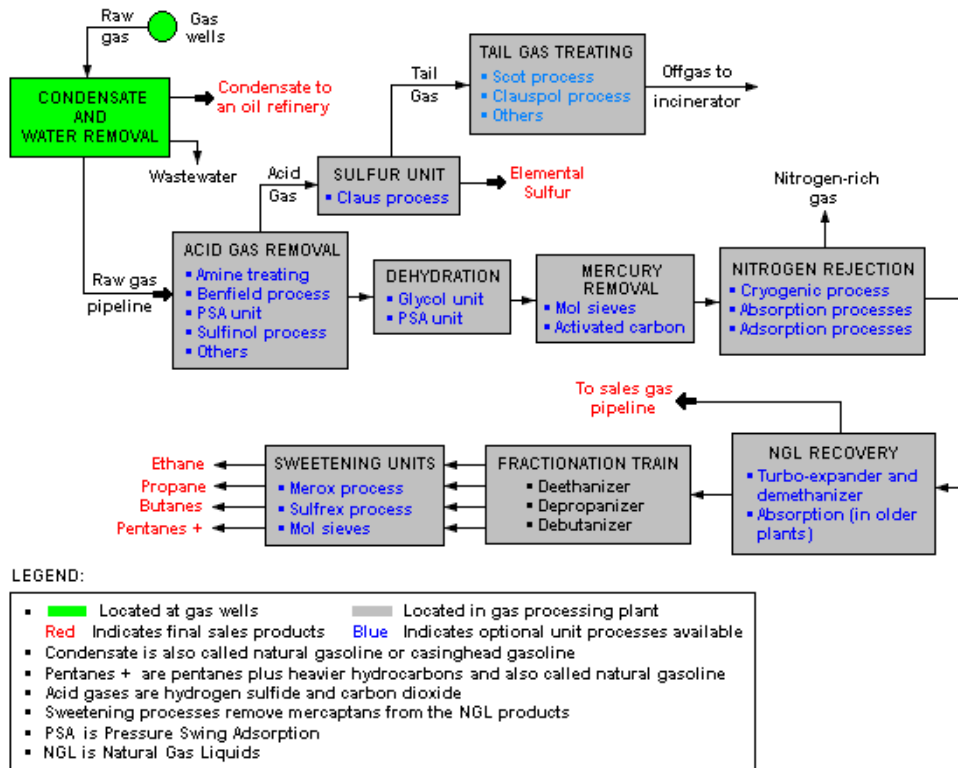 Raw
gas
Gas
wells
CONDENSATE
AND
WATER REMOVAL
Condensate to
an oil refinery
Wastewater
Tail
Gas
TAIL GAS TREATING
▪ Scot process
▪ Clauspol process
▪ Others
Offgas to
incinerator
Acid
Gas
SULFUR UNIT
▪ Claus process
Elemental
Sulfur
Nitrogen-rich
gas
Raw gas
pipeline
ACID GAS REMOVAL
▪ Amine treating
▪ Benfield process
▪ PSA unit
▪ Sulfinol process
▪ Others
DEHYDRATION
▪ Glycol unit
▪ PSA unit
MERCURY
REMOVAL
▪ Mol sieves
▪ Activated carbon
NITROGEN REJECTION
▪ Cryogenic process
▪ Absorption processes
▪ Adsorption processes
To sales gas
pipeline
NGL RECOVERY
▪ Turbo-expander and
demethanizer
▪ Absorption (in older
plants)
FRACTIONATION TRAIN
▪ Deethanizer
▪ Depropanizer
▪ Debutanizer
SWEETENING UNITS
▪ Merox process
▪ Sulfrex process
▪ Mol sieves
Ethane
Propane
Butanes
Pentanes +
LEGEND:
▪ Located at gas wells Located in gas processing plant
Red Indicates final sales products Blue Indicates optional unit processes available
▪ Condensate is also called natural gasoline or casinghead gasoline
▪ Pentanes + are pentanes plus heavier hydrocarbons and also called natural gasoline
▪ Acid gases are hydrogen sulfide and carbon dioxide
▪ Sweetening processes remove mercaptans from the NGL products
▪ PSA is Pressure Swing Adsorption
▪ NGL is Natural Gas Liquids